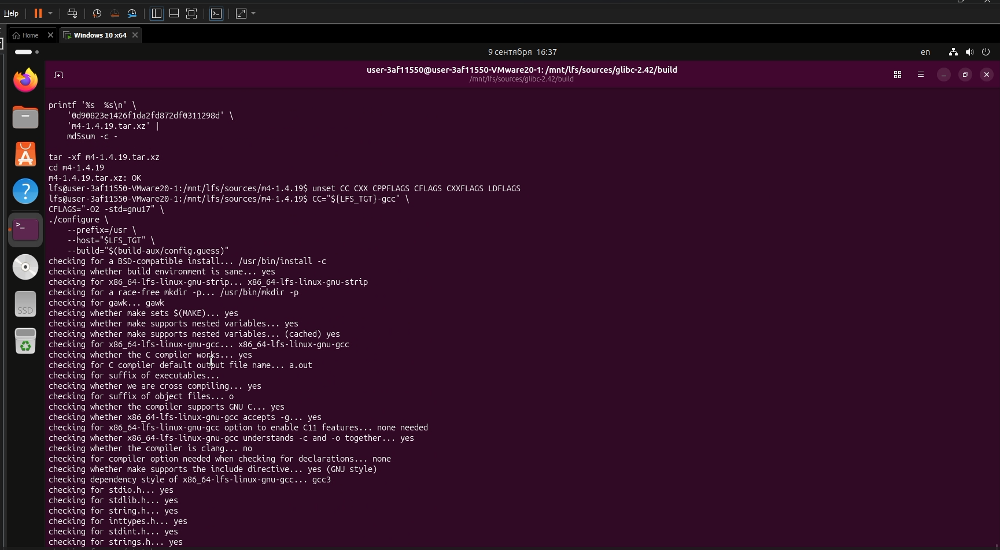 Help
Home
Windows 10 x64
9 сентября 16:37
en
user-3af11550@user-3af11550-VMware20-1: /mnt/lfs/sources/glibc-2.42/build
/mnt/lfs/sources/glibc-2.42/build
printf '%s  %s\n' \
    '0d90823e1426f1da2fd872df0311298d' \
    'm4-1.4.19.tar.xz' |
    md5sum -c -
tar -xf m4-1.4.19.tar.xz
cd m4-1.4.19
m4-1.4.19.tar.xz: OK
lfs@user-3af11550-VMware20-1:/mnt/lfs/sources/m4-1.4.19$ unset CC CXX CPPFLAGS CFLAGS CXXFLAGS LDFLAGS
lfs@user-3af11550-VMware20-1:/mnt/lfs/sources/m4-1.4.19$ CC="${LFS_TGT}-gcc" \
CFLAGS="-O2 -std=gnu17" \
./configure \
    --prefix=/usr \
    --host="$LFS_TGT" \
    --build="$(build-aux/config.guess)"
checking for a BSD-compatible install... /usr/bin/install -c
checking whether build environment is sane... yes
checking for x86_64-lfs-linux-gnu-strip... x86_64-lfs-linux-gnu-strip
checking for a race-free mkdir -p... /usr/bin/mkdir -p
checking for gawk... gawk
checking whether make sets $(MAKE)... yes
checking whether make supports nested variables... yes
checking whether make supports nested variables... (cached) yes
checking for x86_64-lfs-linux-gnu-gcc... x86_64-lfs-linux-gnu-gcc
checking whether the C compiler works... yes
checking for C compiler default output file name... a.out
checking for suffix of executables...
checking whether we are cross compiling... yes
checking for suffix of object files... o
checking whether the compiler supports GNU C... yes
checking whether x86_64-lfs-linux-gnu-gcc accepts -g... yes
checking for x86_64-lfs-linux-gnu-gcc option to enable C11 features... none needed
checking whether x86_64-lfs-linux-gnu-gcc understands -c and -o together... yes
checking whether the compiler is clang... no
checking for compiler option needed when checking for declarations... none
checking whether make supports the include directive... yes (GNU style)
checking dependency style of x86_64-lfs-linux-gnu-gcc... gcc3
checking for stdio.h... yes
checking for stdlib.h... yes
checking for string.h... yes
checking for inttypes.h... yes
checking for stdint.h... yes
checking for strings.h... yes
SSD